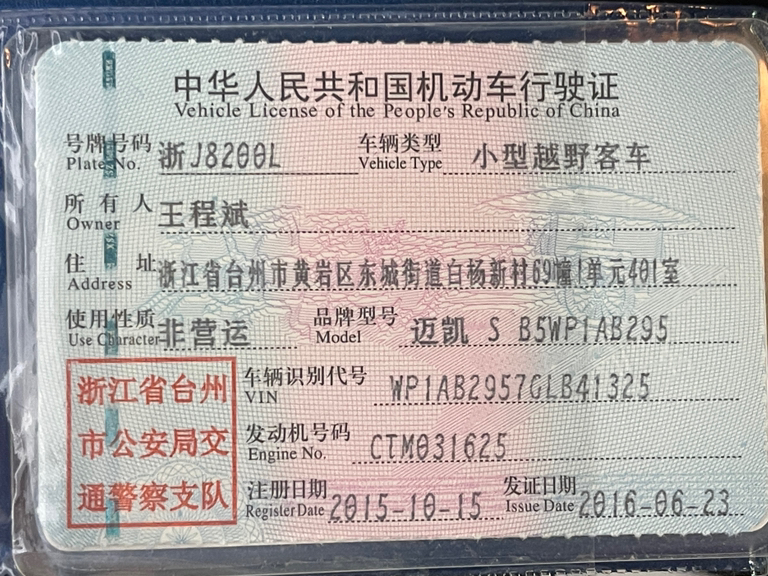 中华人民共和国机动车行驶证
Vehicle License of the People's Republic of China
号牌号码 浙J8200L 车辆类型 小型越野客车
Plate No. Vehicle Type
所有人 王程斌
Owner
住址 浙江省台州市黄岩区东城街道白杨新村69幢1单元401室
Address
使用性质 非营运 品牌型号 迈凯 S B5WP1AB295
Use Character Model
浙江省台州
市公安局交
通警察支队
车辆识别代号 WP1AB2957GLB41325
VIN
发动机号码 CTM031625
Engine No.
注册日期 2015-10-15 发证日期 2016-06-23
Register Date Issue Date